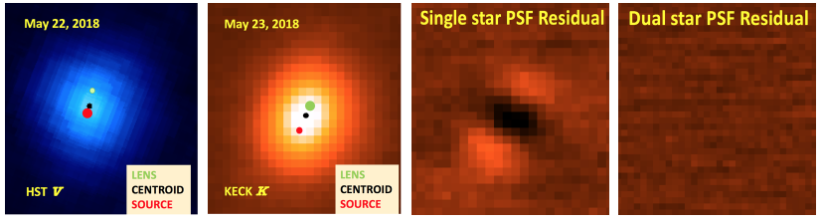 May 22, 2018
HST V
LENS
CENTROID
SOURCE
May 23, 2018
KECK K
LENS
CENTROID
SOURCE
Single star PSF Residual
Dual star PSF Residual